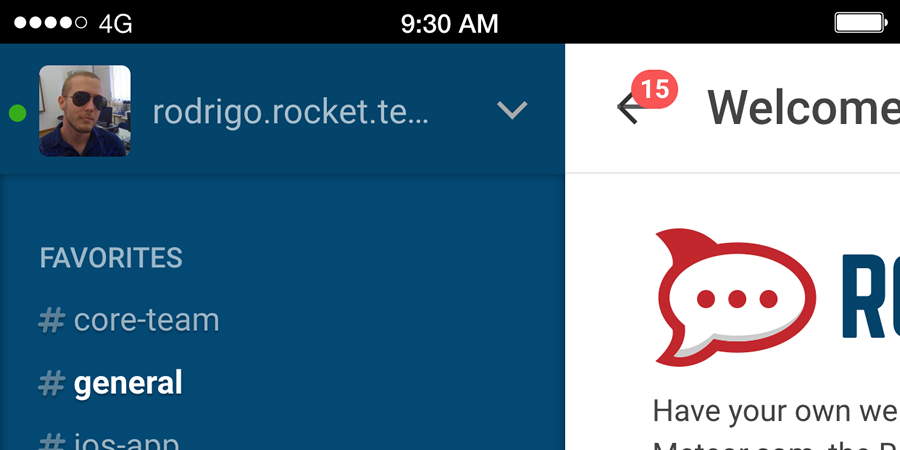 4G
9:30 AM
rodrigo.rocket.te...
15
Welcome
FAVORITES
# core-team
# general
# ios-app
RO
Have your own we
Meteor.com, the R